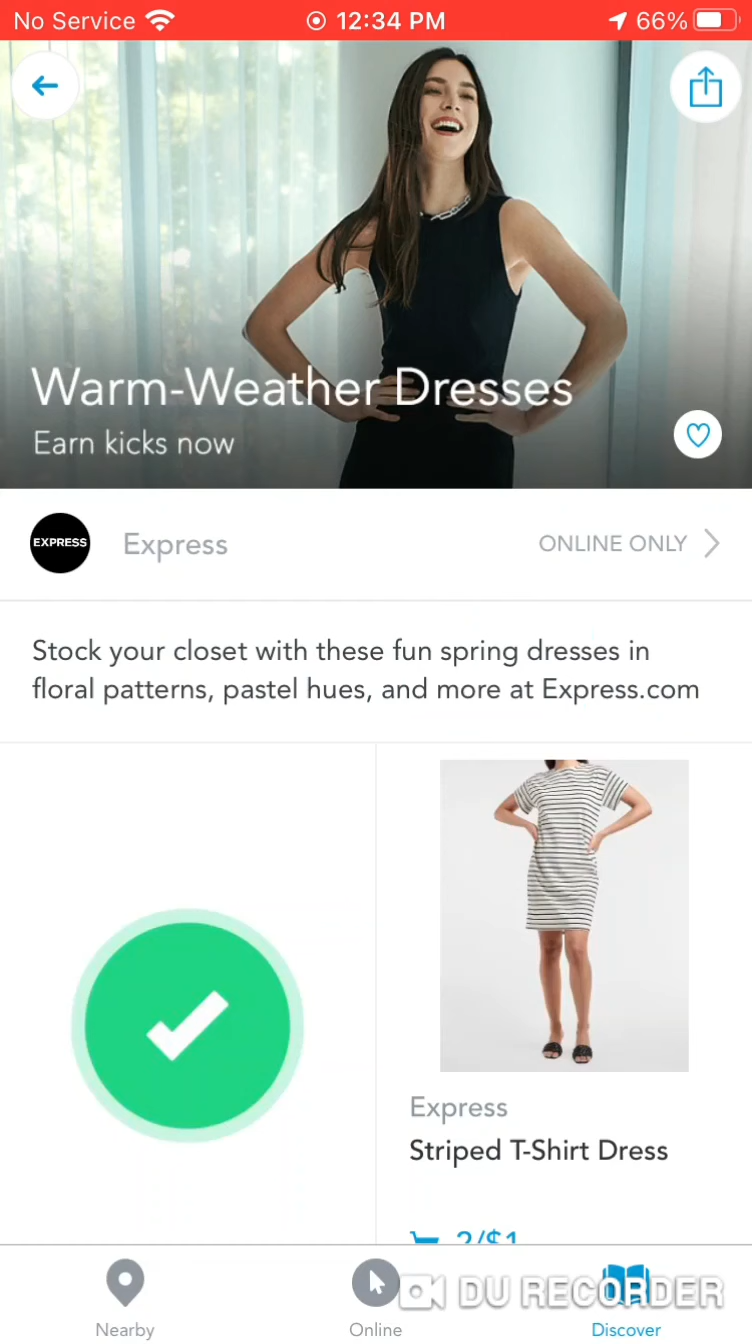 No Service 12:34 PM 66%
Warm-Weather Dresses
Earn kicks now
EXPRESS Express ONLINE ONLY
Stock your closet with these fun spring dresses in
floral patterns, pastel hues, and more at Express.com
Express
Striped T-Shirt Dress
DU RECORDER
Nearby Online Discover